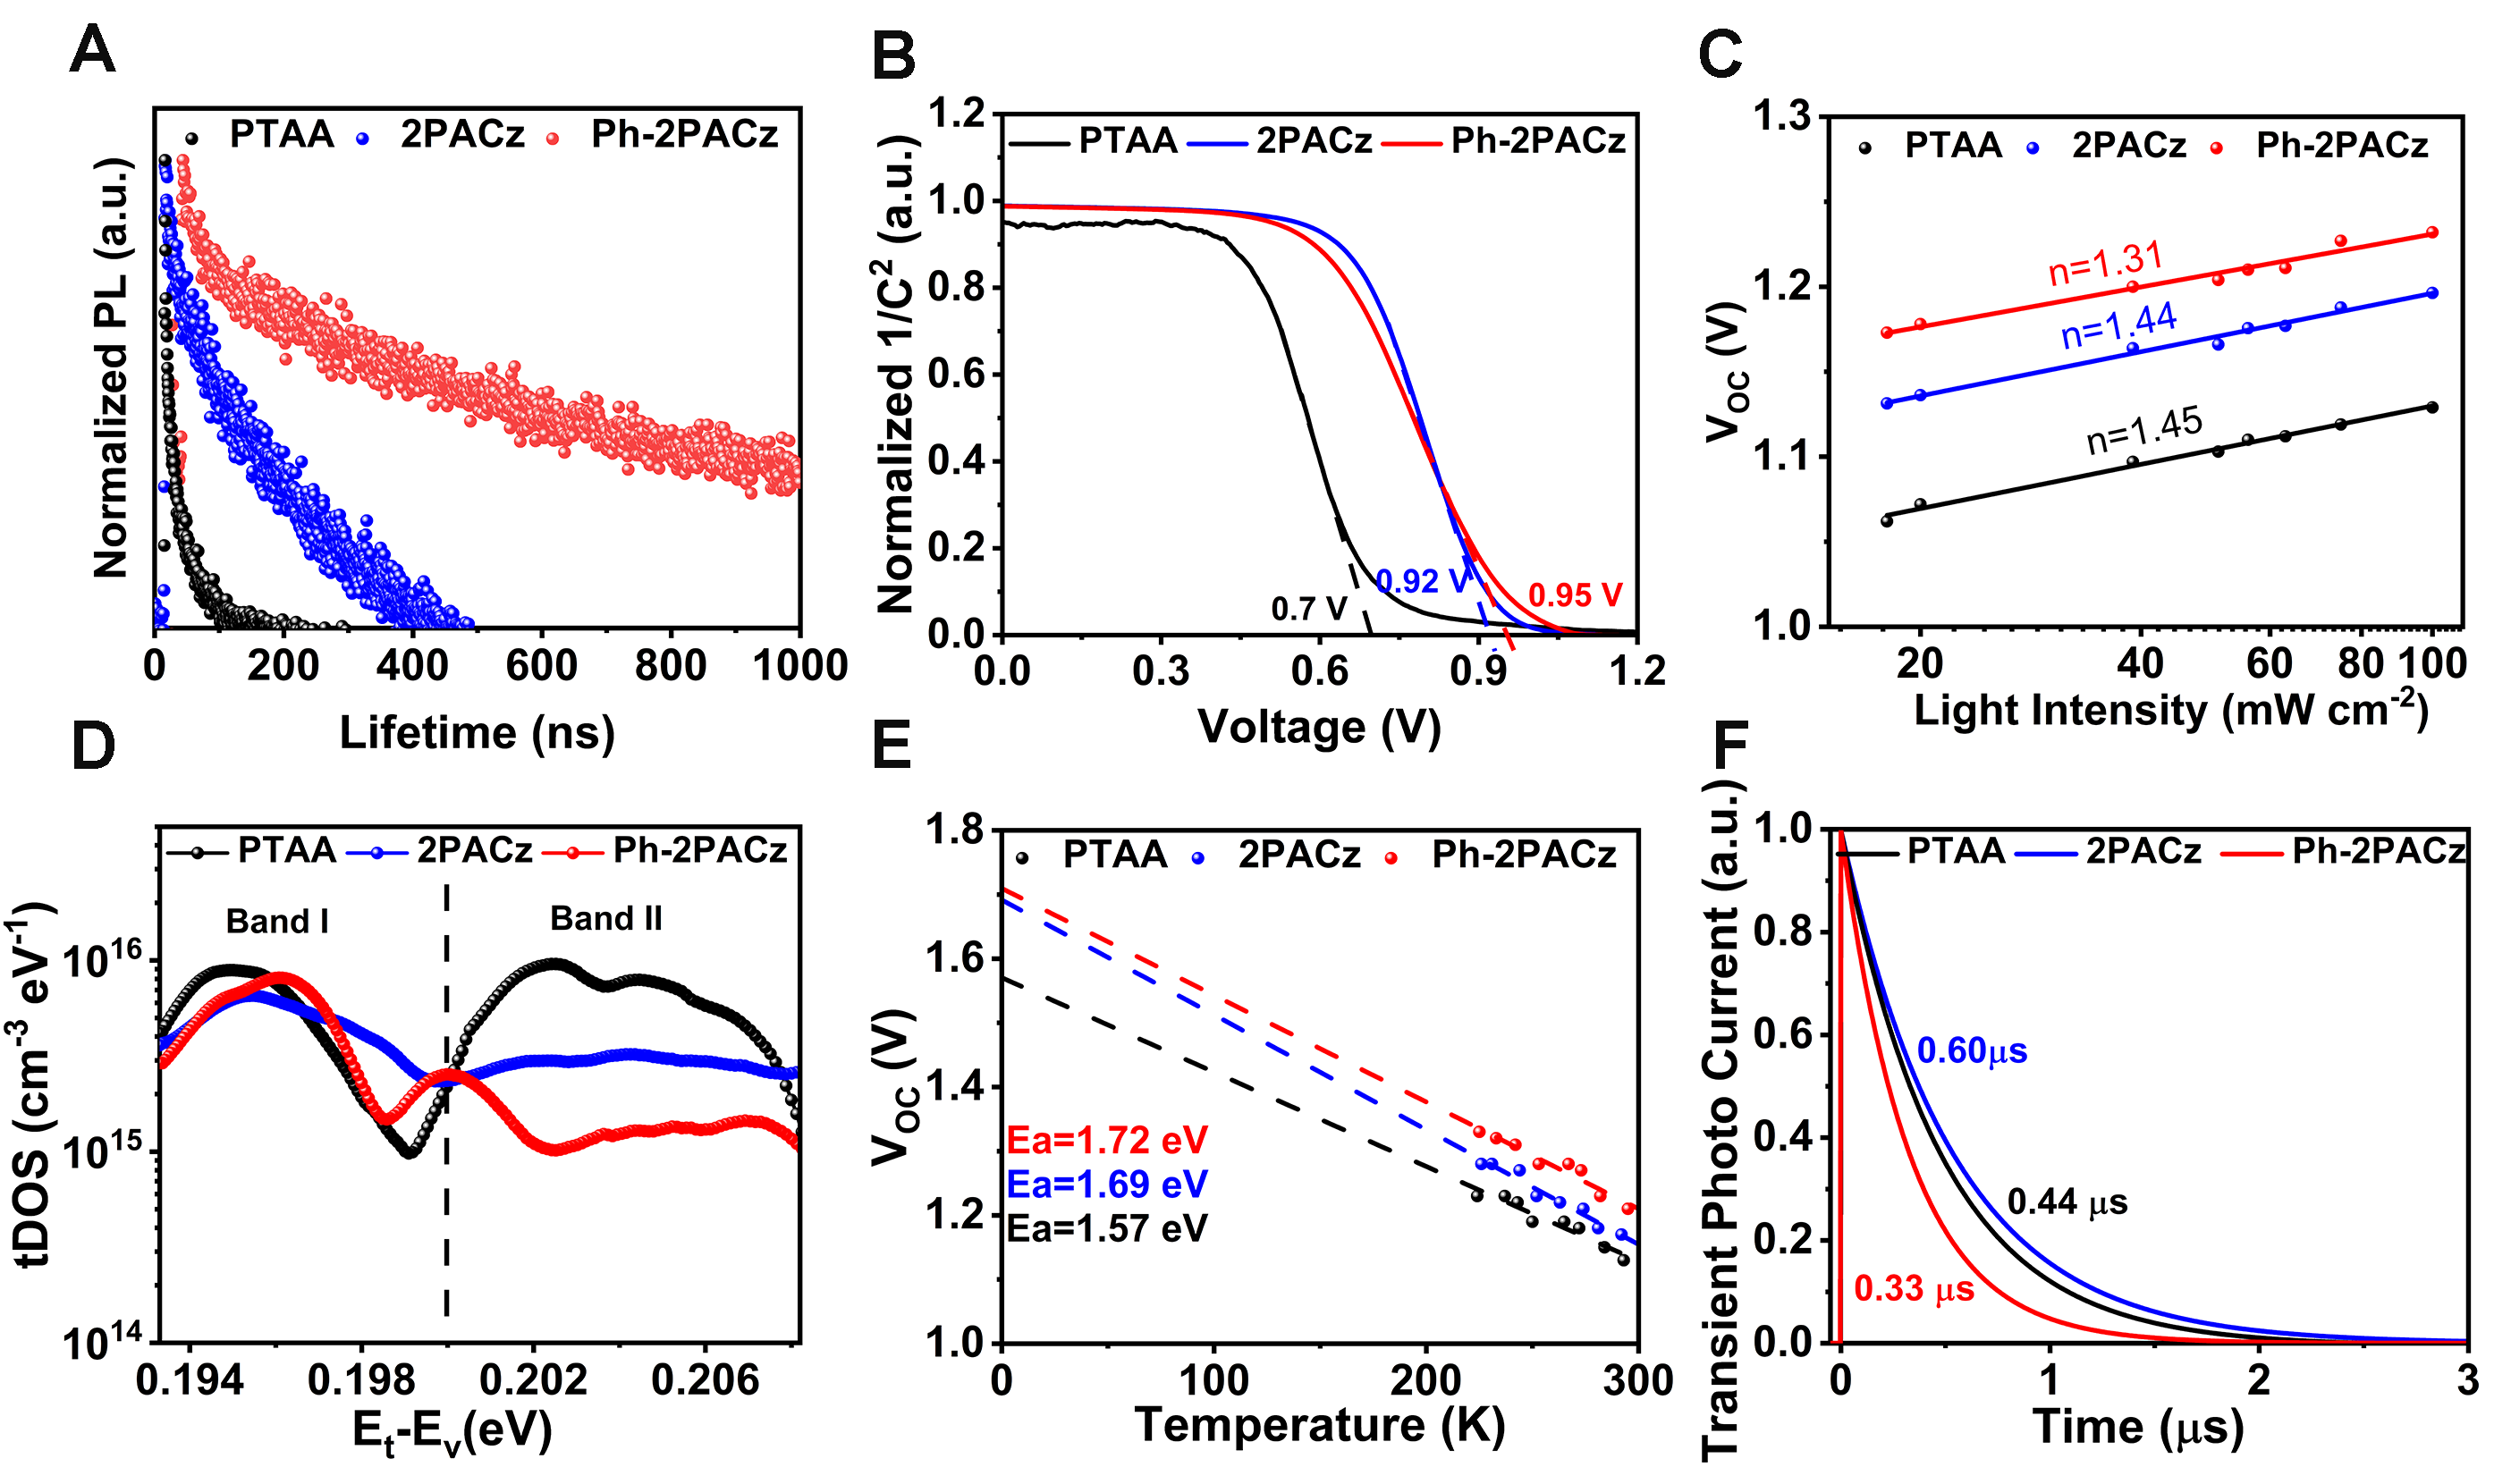 A
PTAA 2PACz Ph-2PACz
Normalized PL (a.u.)
0 200 400 600 800 1000
Lifetime (ns)
B
PTAA 2PACz Ph-2PACz
Normalized 1/C² (a.u.)
1.2
1.0
0.8
0.6
0.4
0.2
0.0
0.7 V
0.92 V
0.95 V
0.0 0.3 0.6 0.9 1.2
Voltage (V)
C
PTAA 2PACz Ph-2PACz
V_OC (V)
1.3
1.2
1.1
1.0
n=1.31
n=1.44
n=1.45
20 40 60 80 100
Light Intensity (mW cm⁻²)
D
PTAA 2PACz Ph-2PACz
Band I
Band II
tDOS (cm⁻³ eV⁻¹)
10¹⁶
10¹⁵
10¹⁴
0.194 0.198 0.202 0.206
E_t-E_v(eV)
E
PTAA 2PACz Ph-2PACz
V_OC (W)
1.8
1.6
1.4
1.2
1.0
Ea=1.72 eV
Ea=1.69 eV
Ea=1.57 eV
0 100 200 300
Temperature (K)
F
PTAA 2PACz Ph-2PACz
Transient Photo Current (a.u.)
1.0
0.8
0.6
0.4
0.2
0.0
0.60μs
0.44 μs
0.33 μs
0 1 2 3
Time (μs)